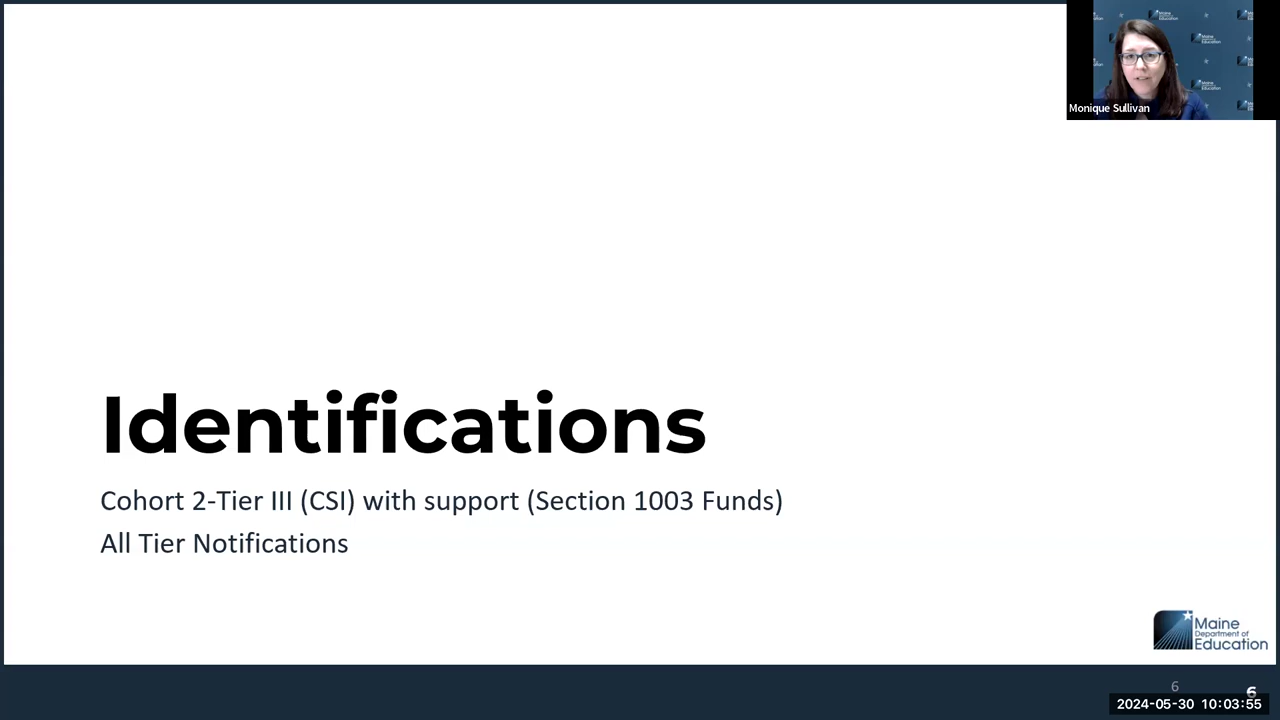 Monique Sullivan
Identifications
Cohort 2-Tier III (CSI) with support (Section 1003 Funds)
All Tier Notifications
Maine
Department of
Education
6
6
2024-05-30 10:03:55